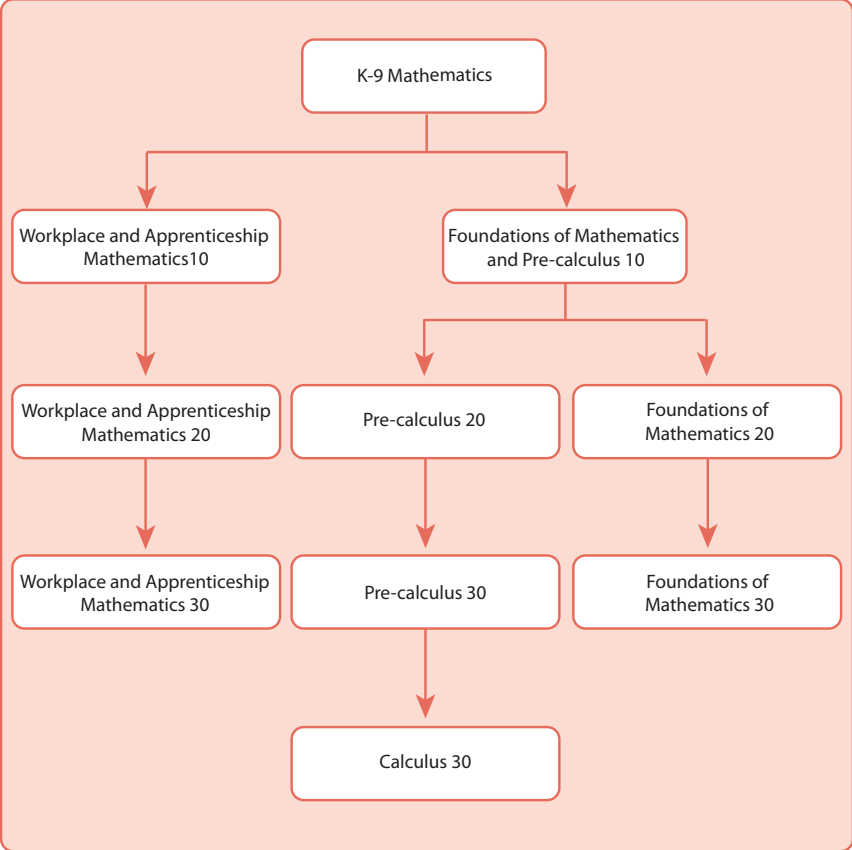 K-9 Mathematics
Workplace and Apprenticeship
Mathematics10
Foundations of Mathematics
and Pre-calculus 10
Workplace and Apprenticeship
Mathematics 20
Pre-calculus 20
Foundations of
Mathematics 20
Workplace and Apprenticeship
Mathematics 30
Pre-calculus 30
Foundations of
Mathematics 30
Calculus 30